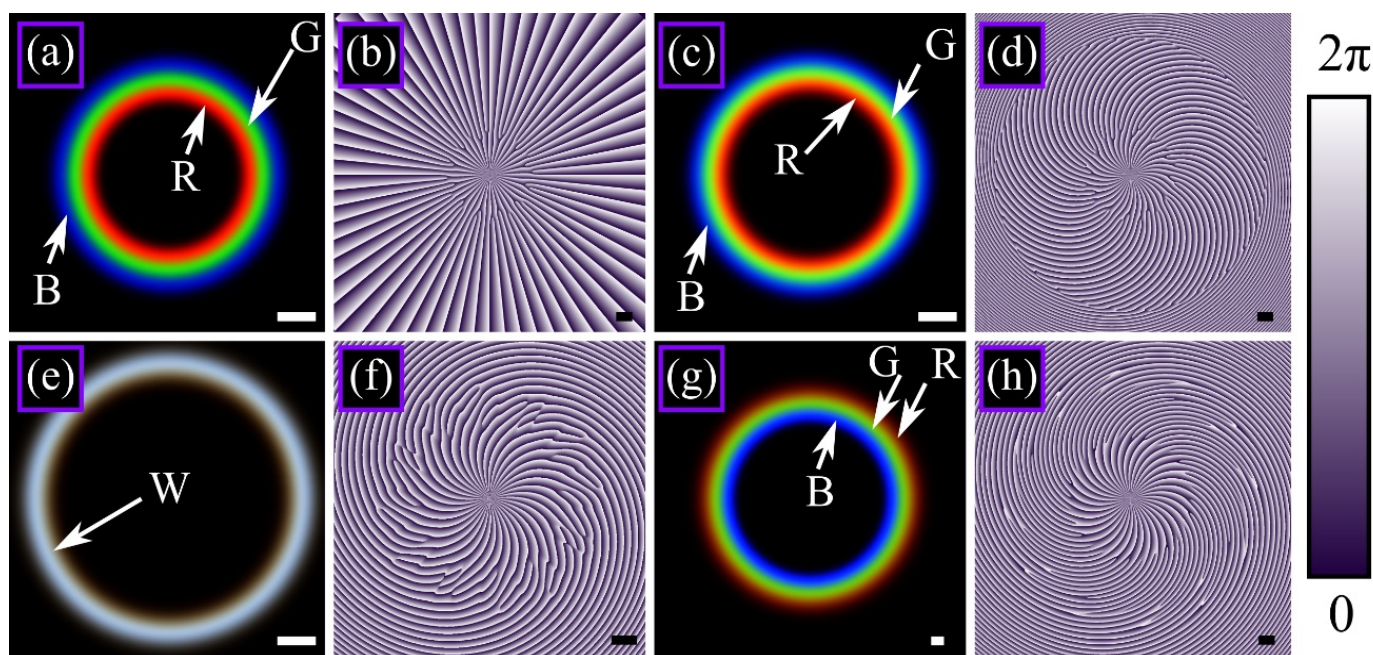 (a) G R B
(b)
(c) G R B
(d)
2π
(e) W
(f)
(g) G R B
(h)
0